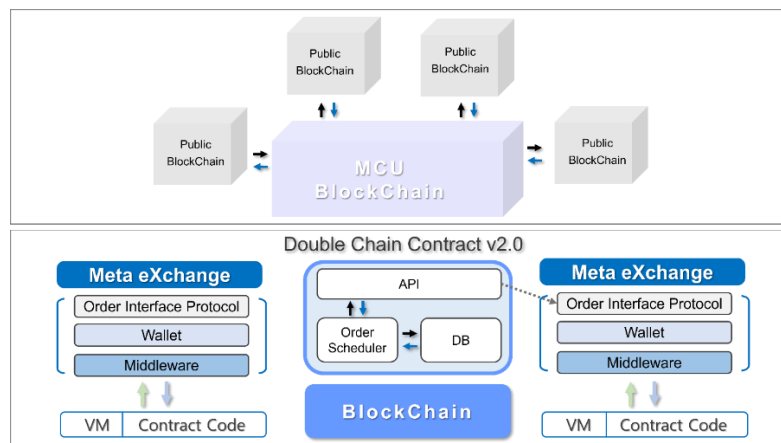 Public
BlockChain
Public
BlockChain
Public
BlockChain
Public
BlockChain
MCU
BlockChain
Double Chain Contract v2.0
Meta eXchange
Order Interface Protocol
Wallet
Middleware
VM
Contract Code
API
Order
Scheduler
DB
BlockChain
Meta eXchange
Order Interface Protocol
Wallet
Middleware
VM
Contract Code